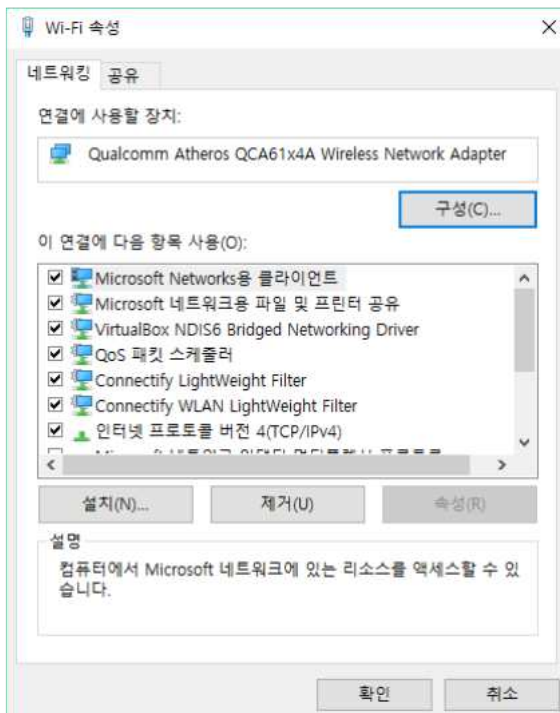 Wi-Fi 속성
네트워킹 공유
연결에 사용할 장치:
Qualcomm Atheros QCA61x4A Wireless Network Adapter
구성(C)...
이 연결에 다음 항목 사용(O):
Microsoft Networks용 클라이언트
Microsoft 네트워크용 파일 및 프린터 공유
VirtualBox NDIS6 Bridged Networking Driver
QoS 패킷 스케줄러
Connectify LightWeight Filter
Connectify WLAN LightWeight Filter
인터넷 프로토콜 버전 4(TCP/IPv4)
설치(N)... 제거(U) 속성(R)
설명
컴퓨터에서 Microsoft 네트워크에 있는 리소스를 액세스할 수 있
습니다.
확인 취소